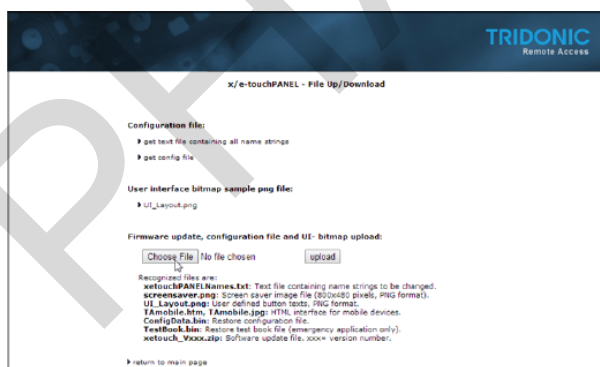 TRIDONIC
Remote Access
x/e-touchPANEL - File Up/Download
Configuration file:
get text file containing all name strings
get config file
User interface bitmap sample png file:
UI_Layout.png
Firmware update, configuration file and UI- bitmap upload:
Choose File No file chosen upload
Recognized files are:
xetouchPANELNames.txt: Text file containing name strings to be changed.
screensaver.png: Screen saver image file (800x480 pixels, PNG format).
UI_Layout.png: User defined button texts, PNG format.
TAmobile.htm, TAmobile.jpg: HTML interface for mobile devices.
ConfigData.bin: Restore configuration file.
TestBook.bin: Restore test book file (emergency application only).
xetouch_Vxxx.zip: Software update file. xxx= version number.
return to main page